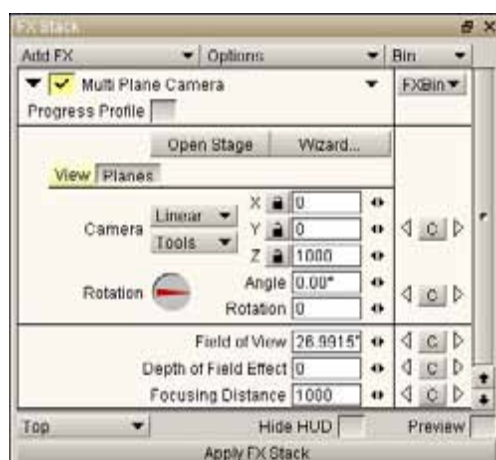 FX Stack
Add FX Options Bin
Multi Plane Camera FXBin
Progress Profile
Open Stage Wizard...
View Planes
Camera Linear X 0
Tools Y 0 C
Z 1000
Rotation Angle 0.00° C
Rotation 0
Field of View 26.9915° C
Depth of Field Effect 0 C
Focusing Distance 1000 C
Top Hide HUD Preview
Apply FX Stack